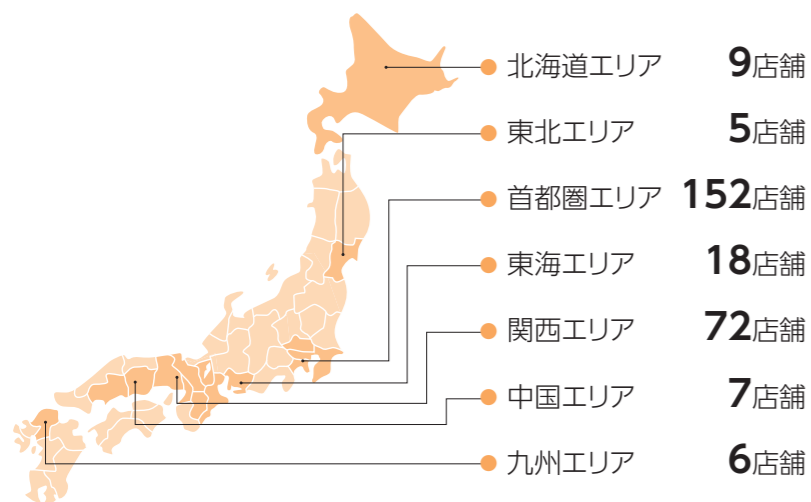 北海道エリア 9店舗
東北エリア 5店舗
首都圏エリア 152店舗
東海エリア 18店舗
関西エリア 72店舗
中国エリア 7店舗
九州エリア 6店舗